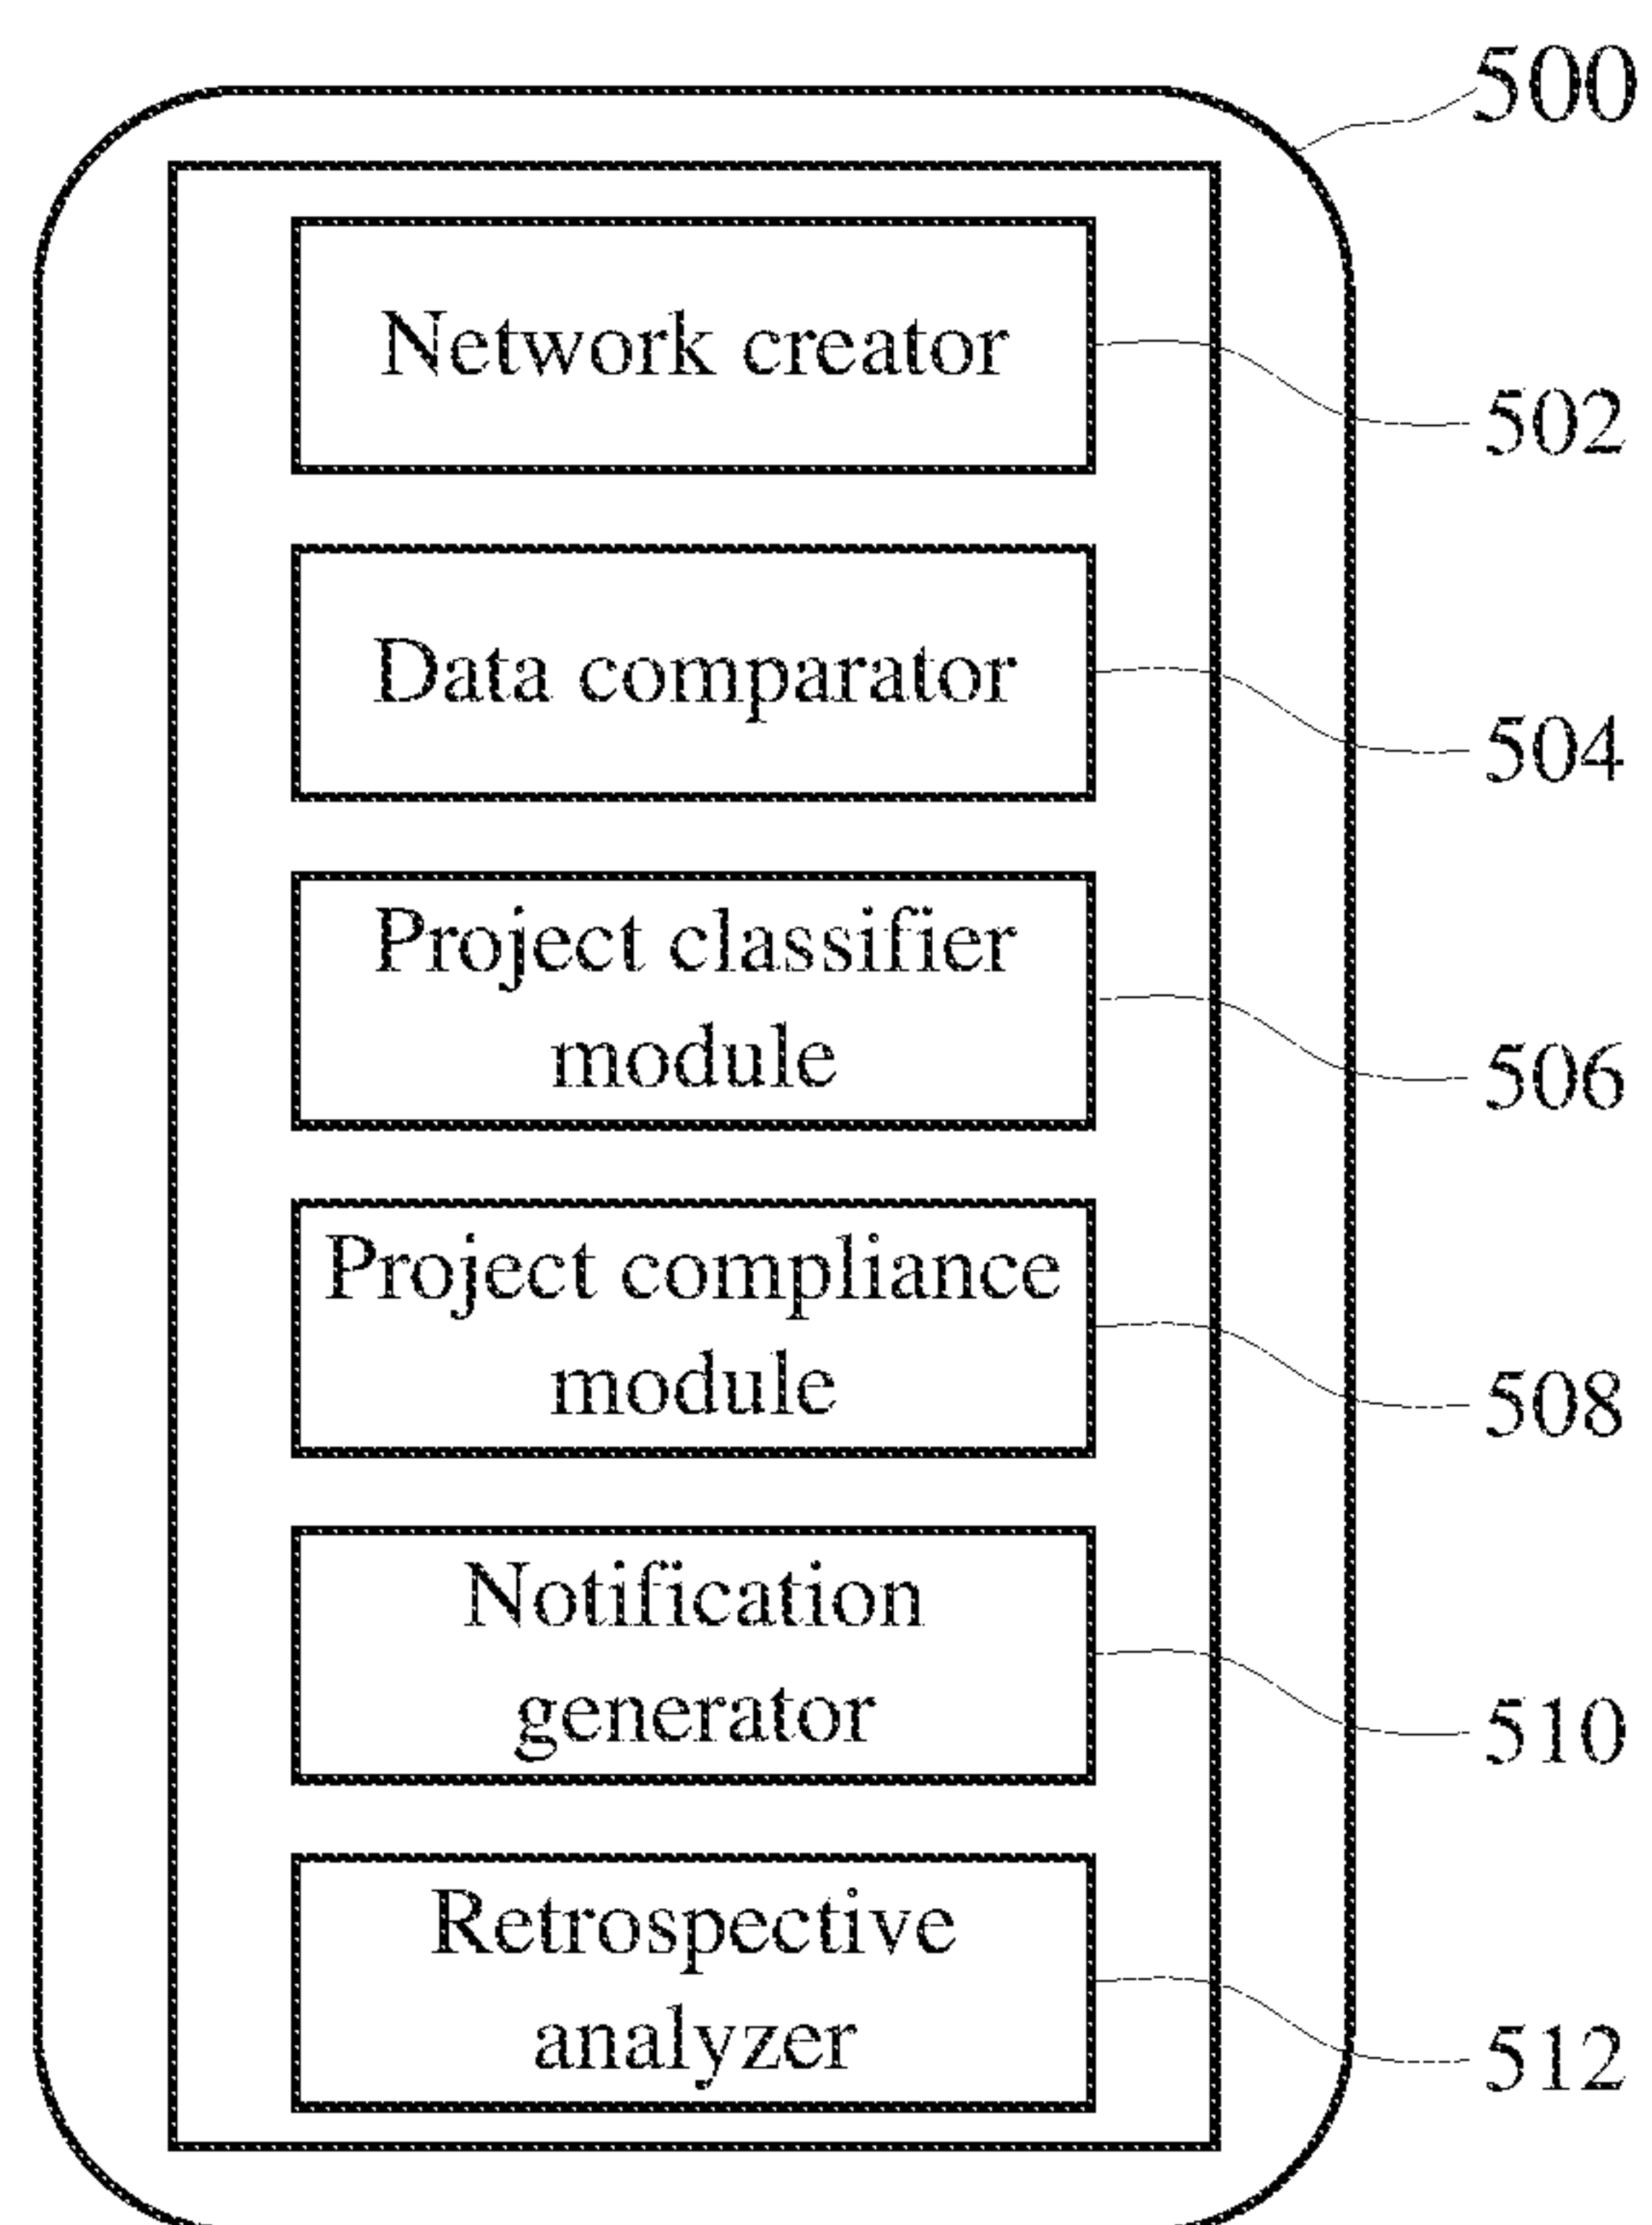 500
Network creator
502
Data comparator
504
Project classifier
module
506
Project compliance
module
508
Notification
generator
510
Retrospective
analyzer
512